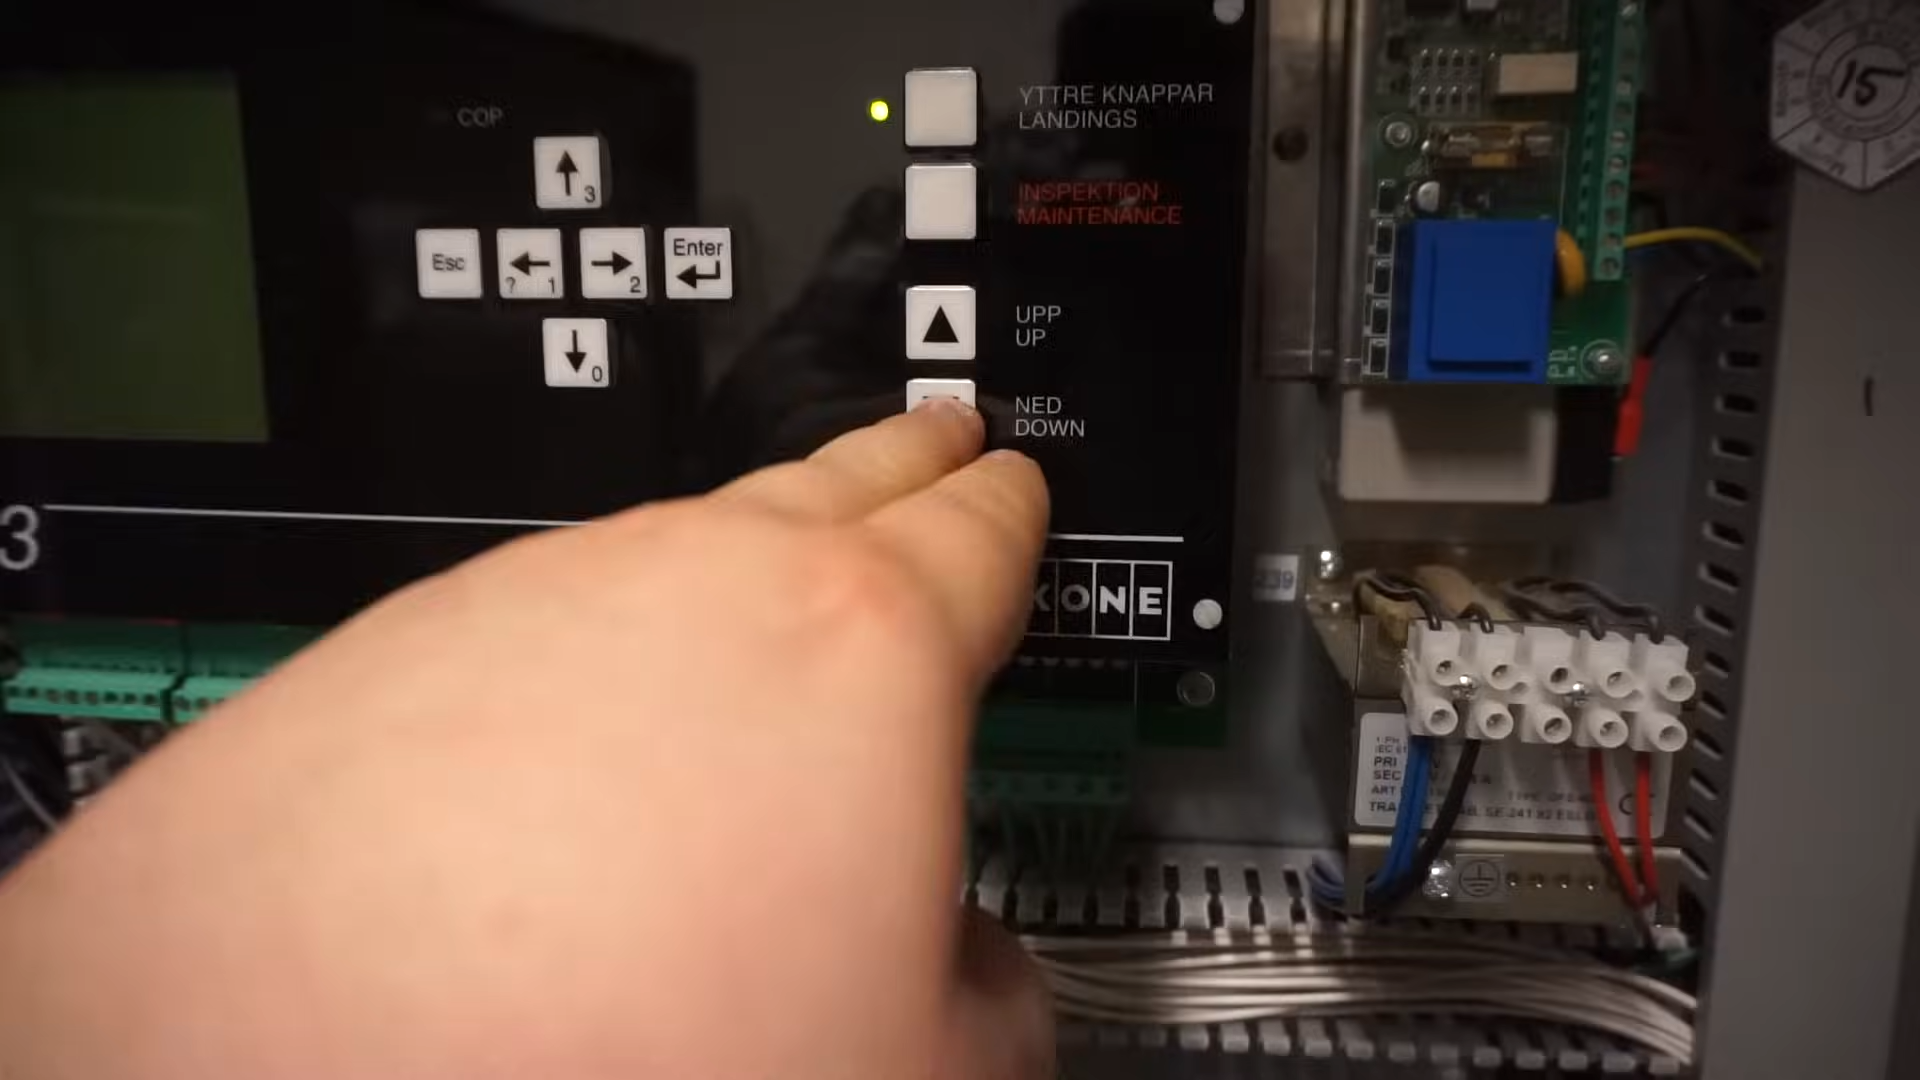 COP
3
Esc
? 1
2
Enter
0
YTTRE KNAPPAR
LANDINGS
INSPEKTION
MAINTENANCE
UPP
UP
NED
DOWN
3
KONE
239
15
PRI
SEC
ART